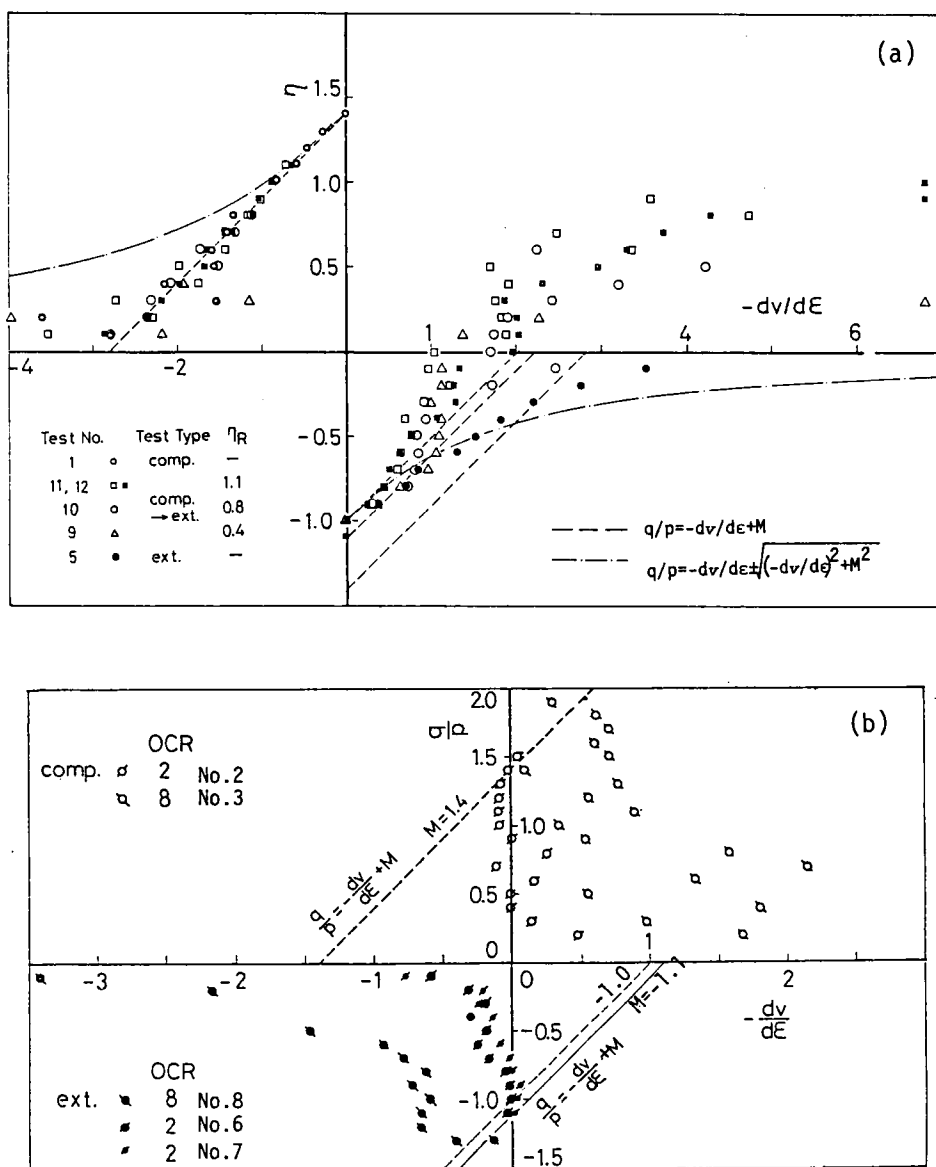 (a)
η
1.5
1.0
0.5
-dv/dε
-4
-2
1
4
6
-0.5
-1.0
Test No. Test Type ηR
1 ○ comp. —
11, 12 □ ▪ 1.1
10 ○ comp. →ext. 0.8
9 △ 0.4
5 ● ext. —
--- q/p=-dv/dε+M
-·- q/p=-dv/dε±√(-dv/dε)²+M²
(b)
q/p
2.0
1.5
1.0
0.5
0
OCR
comp. 2 No.2
8 No.3
M=1.4
q/p=-dv/dε+M
-3
-2
-1
0
1
2
-dv/dε
-1.0
M=-1.1
q/p=-dv/dε+M
-0.5
-1.0
-1.5
OCR
ext. 8 No.8
2 No.6
2 No.7